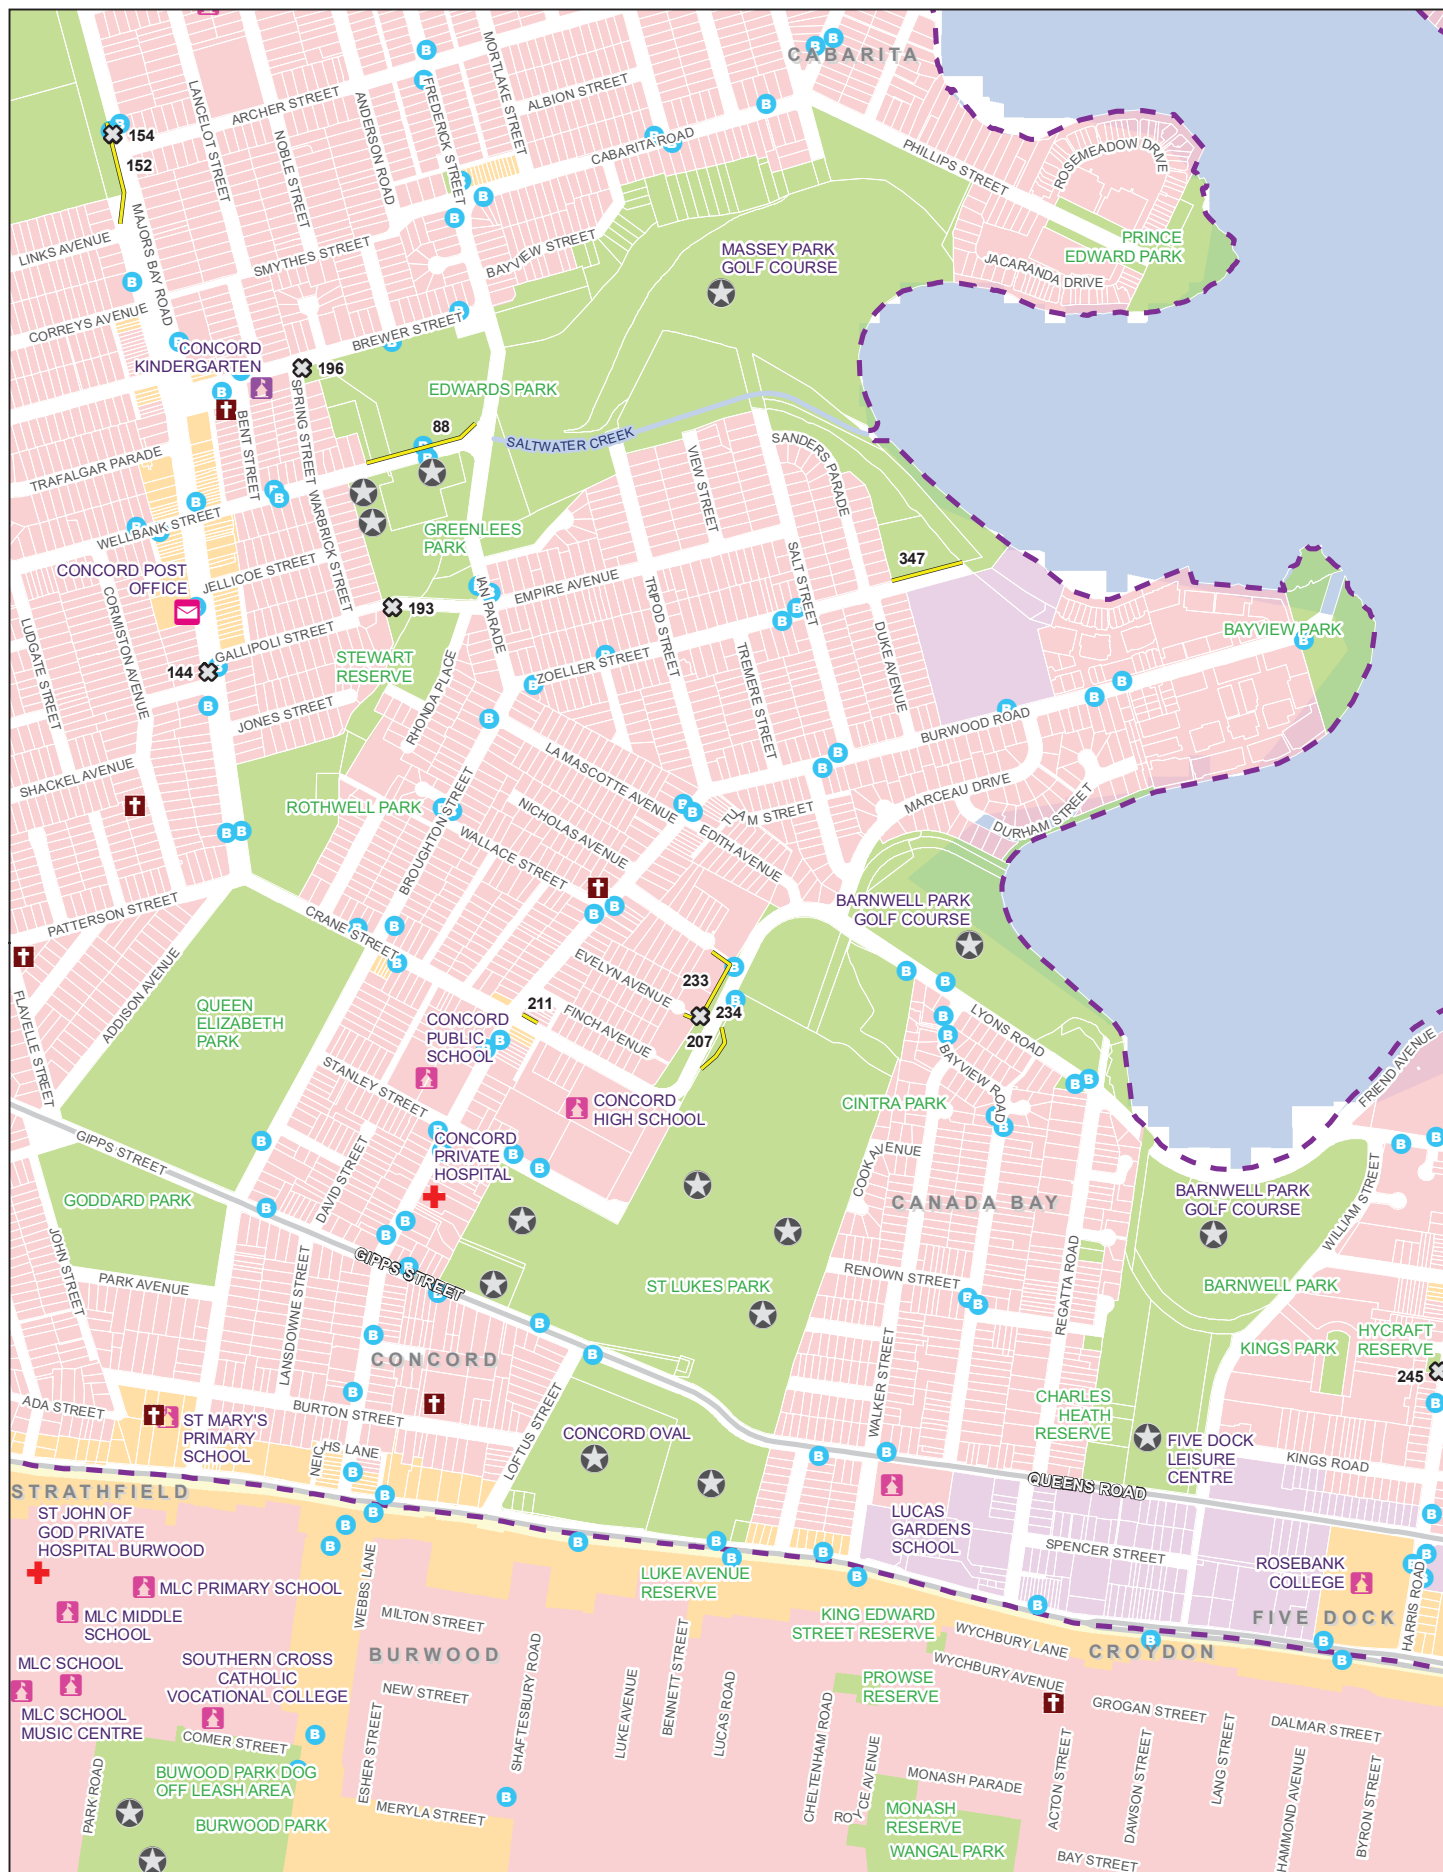 CABARITA
MORTLAKE STREET
FREDERICK STREET
ALBION STREET
ARCHER STREET
LANCELOT STREET
NOBLE STREET
ANDERSON ROAD
CABARITA ROAD
154
152
PHILLIPS STREET
ROSEMEADOW DRIVE
LINKS AVENUE
MAJORS BAY ROAD
SMYTHES STREET
BAYVIEW STREET
MASSEY PARK
GOLF COURSE
PRINCE
EDWARD PARK
JACARANDA DRIVE
CORREYS AVENUE
BREWER STREET
CONCORD
KINDERGARTEN
196
EDWARDS PARK
SPRING STREET
BENT STREET
88
SALTWATER CREEK
SANDERS PARADE
VIEW STREET
TRAFALGAR PARADE
WARBRICK STREET
WELLBANK STREET
GREENLEES
PARK
CONCORD POST
OFFICE
JELLICOE STREET
IAN PARADE
EMPIRE AVENUE
TRIPOD STREET
SALT STREET
347
CORMISTON AVENUE
LUDGATE STREET
193
144
GALLIPOLI STREET
STEWART
RESERVE
RHONDA PLACE
ZOELLER STREET
TREMERE STREET
DUKE AVENUE
BAYVIEW PARK
JONES STREET
BURWOOD ROAD
SHACKEL AVENUE
LA MASCOTTE AVENUE
MARCEAU DRIVE
DURHAM STREET
ROTHWELL PARK
BROUGHTON STREET
NICHOLAS AVENUE
WALLACE STREET
EDITH AVENUE
PATTERSON STREET
CRANE STREET
BARNWELL PARK
GOLF COURSE
ADDISON AVENUE
FLAVELLE STREET
QUEEN
ELIZABETH
PARK
EVELYN AVENUE
FINCH AVENUE
233
234
207
211
CONCORD
PUBLIC
SCHOOL
LYONS ROAD
BAYVIEW ROAD
FRIEND AVENUE
STANLEY STREET
CONCORD
HIGH SCHOOL
CINTRA PARK
GIPPS STREET
DAVID STREET
CONCORD
PRIVATE
HOSPITAL
COOK AVENUE
CANADA BAY
GODDARD PARK
BARNWELL PARK
GOLF COURSE
WILLIAM STREET
JOHN STREET
PARK AVENUE
LANSDOWNE STREET
GIPPS STREET
ST LUKES PARK
RENOWN STREET
REGATTA ROAD
BARNWELL PARK
KINGS PARK
HYCRAFT
RESERVE
245
CONCORD
WALKER STREET
ADA STREET
BURTON STREET
LOFTUS STREET
CHARLES
HEATH
RESERVE
ST MARY'S
PRIMARY
SCHOOL
CONCORD OVAL
FIVE DOCK
LEISURE
CENTRE
KINGS ROAD
QUEENS ROAD
STRATHFIELD
ST JOHN OF
GOD PRIVATE
HOSPITAL BURWOOD
LUCAS
GARDENS
SCHOOL
SPENCER STREET
ROSEBANK
COLLEGE
HARRIS ROAD
FIVE DOCK
MLC PRIMARY SCHOOL
MLC MIDDLE
SCHOOL
WEBBS LANE
MILTON STREET
LUKE AVENUE
RESERVE
KING EDWARD
STREET RESERVE
WYCHBURY LANE
WYCHBURY AVENUE
CROYDON
BURWOOD
MLC SCHOOL
MLC SCHOOL
MUSIC CENTRE
SOUTHERN CROSS
CATHOLIC
VOCATIONAL COLLEGE
NEW STREET
SHAFTESBURY ROAD
LUKE AVENUE
BENNETT STREET
LUCAS ROAD
PROWSE
RESERVE
GROGAN STREET
DALMAR STREET
COMER STREET
ESHER STREET
CHELTENHAM ROAD
ROYCE AVENUE
MONASH PARADE
ACTON STREET
DAWSON STREET
LANG STREET
HAMMOND AVENUE
BYRON STREET
PARK ROAD
BUWOOD PARK DOG
OFF LEASH AREA
BURWOOD PARK
MERYLA STREET
MONASH
RESERVE
WANGAL PARK
BAY STREET